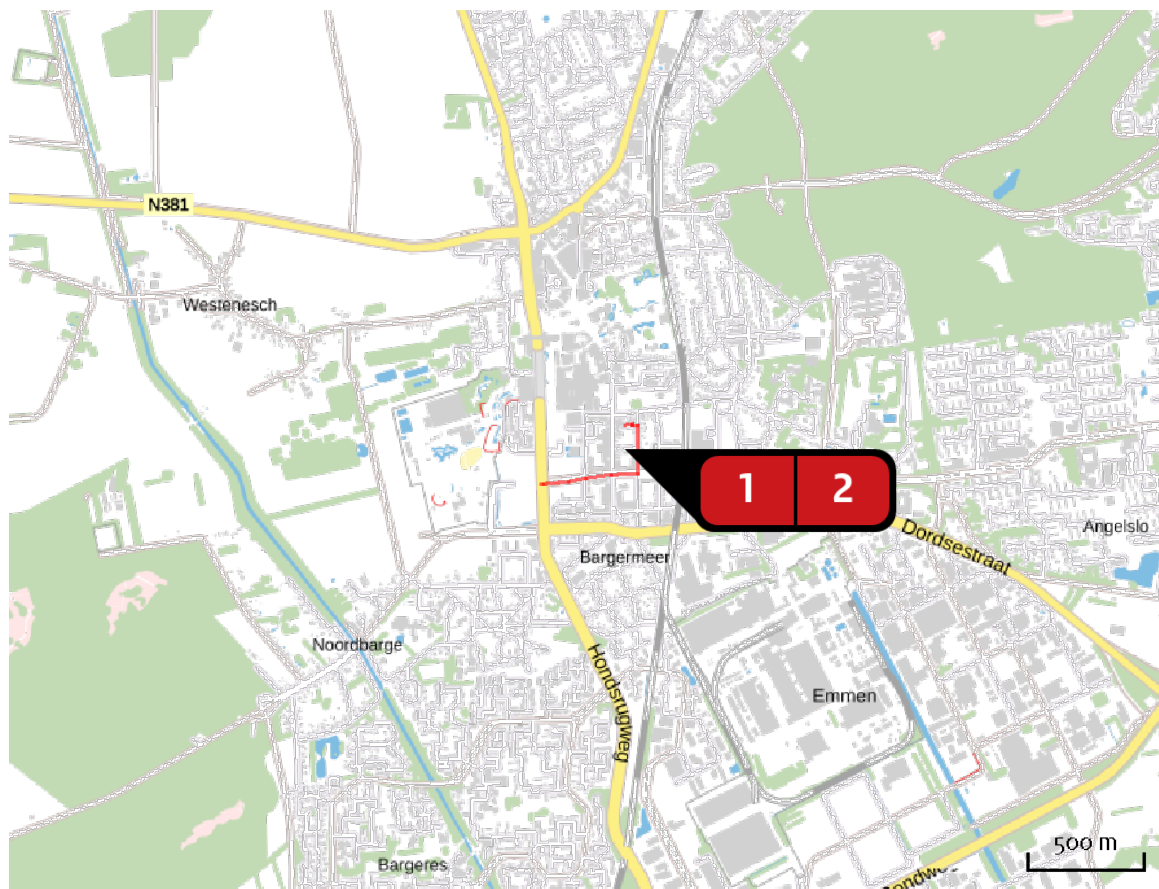 N381
Westenesch
1 2
Dordsestraat
Angelslo
Bargermeer
Noordbarge
Hondsrugweg
Emmen
500 m
Bargeres